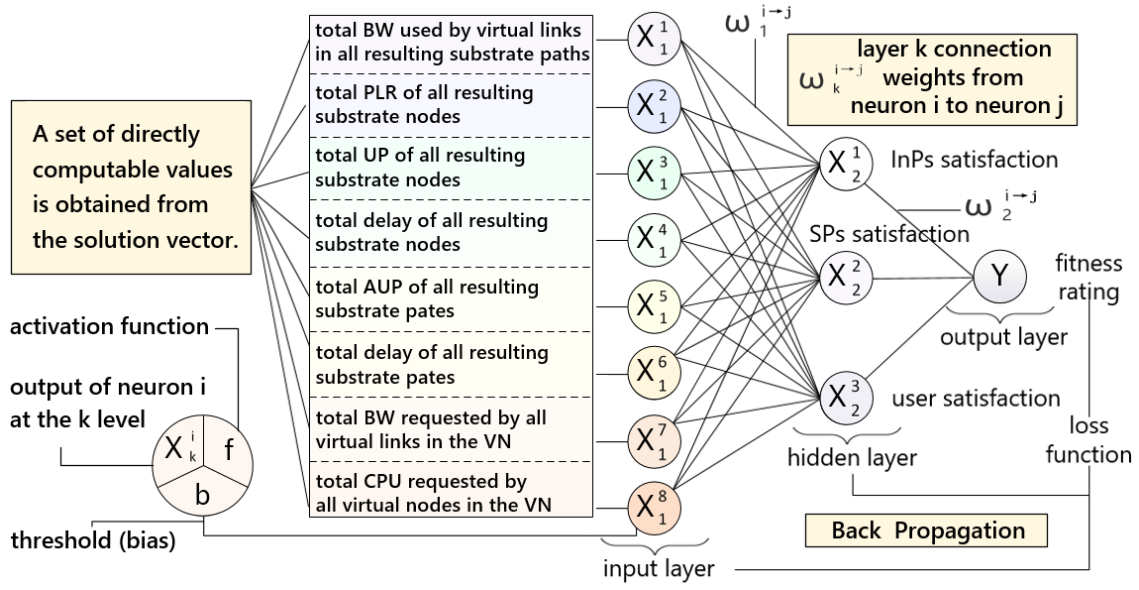 A set of directly
computable values
is obtained from
the solution vector.
activation function
output of neuron i
at the k level
X i k
f
b
threshold (bias)
total BW used by virtual links
in all resulting substrate paths
total PLR of all resulting
substrate nodes
total UP of all resulting
substrate nodes
total delay of all resulting
substrate nodes
total AUP of all resulting
substrate pates
total delay of all resulting
substrate pates
total BW requested by all
virtual links in the VN
total CPU requested by
all virtual nodes in the VN
X 1 1
X 2 1
X 3 1
X 4 1
X 5 1
X 6 1
X 7 1
X 8 1
input layer
ω i→j 1
ω i→j k
layer k connection
weights from
neuron i to neuron j
X 1 2
InPs satisfaction
ω i→j 2
SPs satisfaction
X 2 2
X 3 2
user satisfaction
hidden layer
Y
output layer
fitness
rating
loss
function
Back Propagation